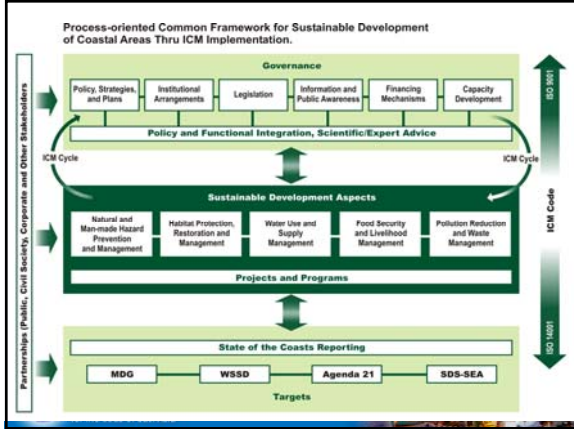 Process-oriented Common Framework for Sustainable Development
of Coastal Areas Thru ICM Implementation.
Partnerships (Public, Civil Society, Corporate and Other Stakeholders
Governance
Policy, Strategies,
and Plans
Institutional
Arrangements
Legislation
Information and
Public Awareness
Financing
Mechanisms
Capacity
Development
Policy and Functional Integration, Scientific/Expert Advice
ICM Cycle
ICM Cycle
Sustainable Development Aspects
Natural and
Man-made Hazard
Prevention
and Management
Habitat Protection,
Restoration and
Management
Water Use and
Supply
Management
Food Security
and Livelihood
Management
Pollution Reduction
and Waste
Management
Projects and Programs
State of the Coasts Reporting
MDG
WSSD
Agenda 21
SDS-SEA
Targets
ISO 9001
ICM Code
ISO 14001